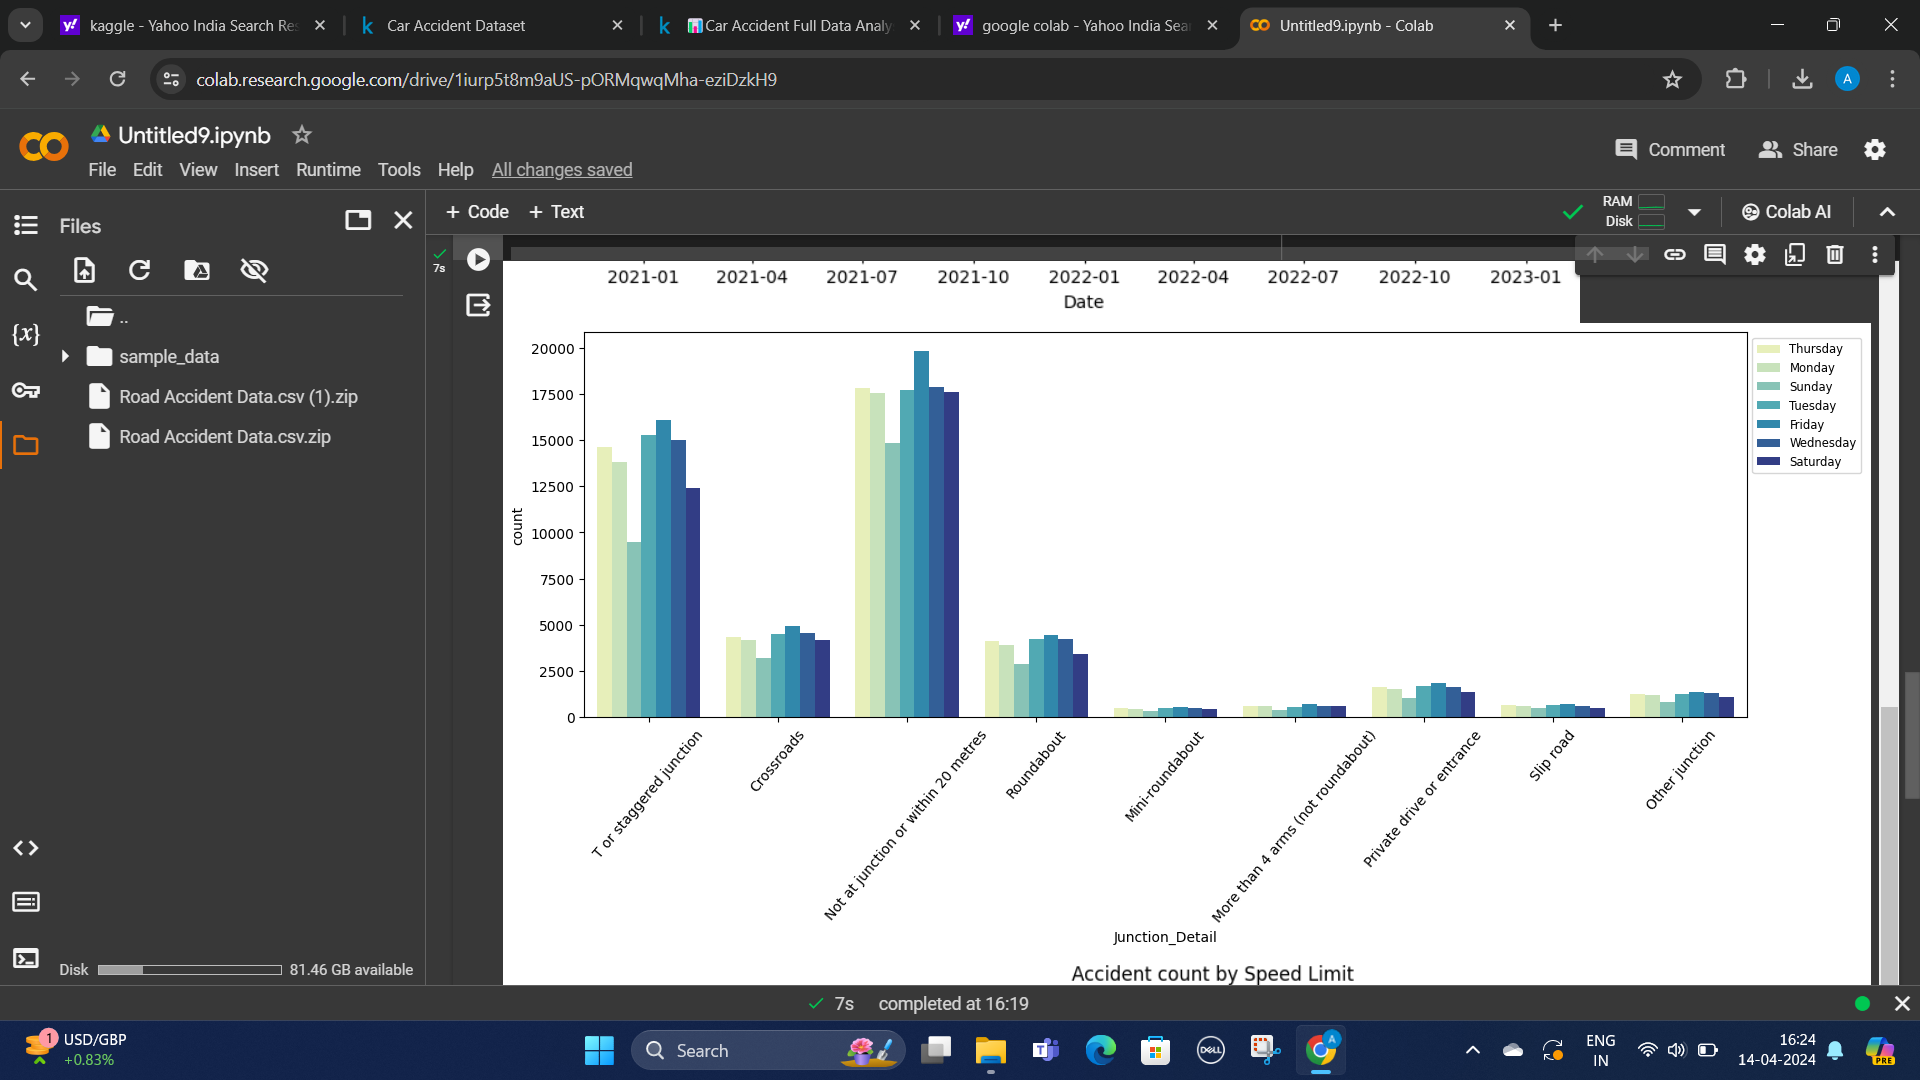 kaggle - Yahoo India Search Res
Car Accident Dataset
Car Accident Full Data Analy
google colab - Yahoo India Sear
Untitled9.ipynb - Colab
colab.research.google.com/drive/1iurp5t8m9aUS-pORMqwqMha-eziDzkH9
A
Untitled9.ipynb
File Edit View Insert Runtime Tools Help All changes saved
Comment
Share
Files
+ Code + Text
RAM
Disk
Colab AI
7s
..
sample_data
Road Accident Data.csv (1).zip
Road Accident Data.csv.zip
{x}
2021-01 2021-04 2021-07 2021-10 2022-01 2022-04 2022-07 2022-10 2023-01
Date
20000
17500
15000
12500
10000
7500
5000
2500
0
count
Thursday
Monday
Sunday
Tuesday
Friday
Wednesday
Saturday
T or staggered junction
Crossroads
Not at junction or within 20 metres
Roundabout
Mini-roundabout
More than 4 arms (not roundabout)
Private drive or entrance
Slip road
Other junction
Junction_Detail
Accident count by Speed Limit
Disk 81.46 GB available
7s completed at 16:19
1
USD/GBP
+0.83%
Search
DELL
A
ENG
IN
16:24
14-04-2024
PRE